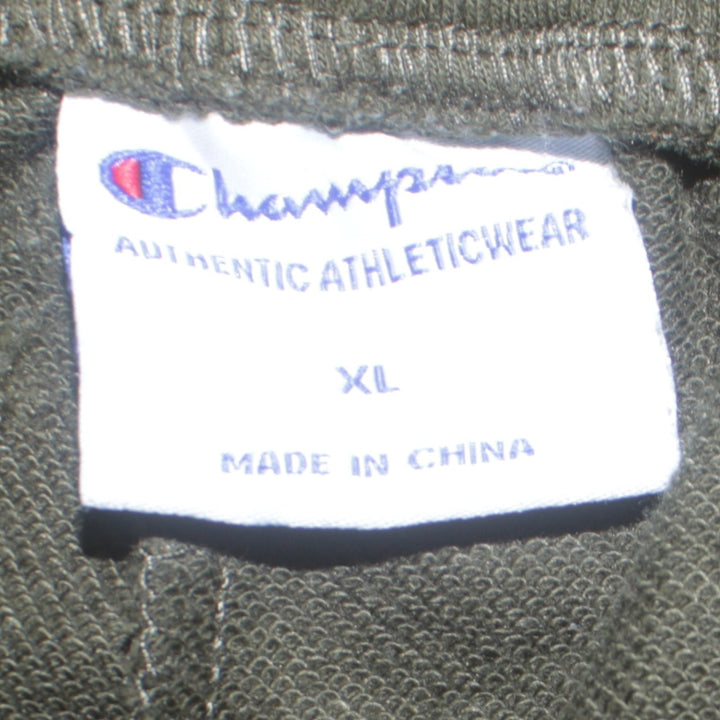 Champion
AUTHENTIC ATHLETICWEAR
XL
MADE IN CHINA